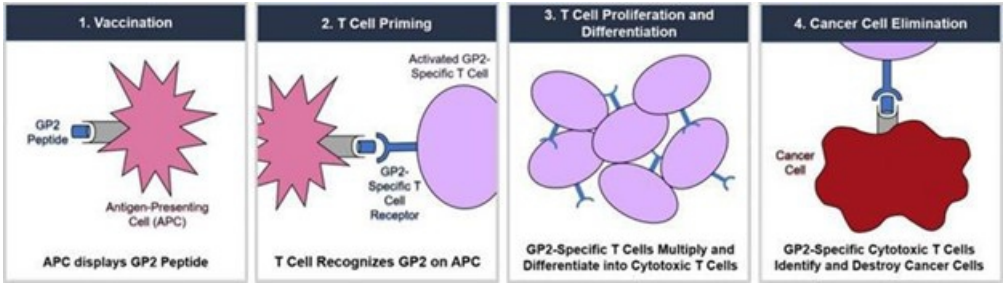 1. Vaccination
GP2
Peptide
Antigen-Presenting
Cell (APC)
APC displays GP2 Peptide
2. T Cell Priming
Activated GP2-
Specific T Cell
GP2-
Specific T
Cell
Receptor
T Cell Recognizes GP2 on APC
3. T Cell Proliferation and
Differentiation
GP2-Specific T Cells Multiply and
Differentiate into Cytotoxic T Cells
4. Cancer Cell Elimination
Cancer
Cell
GP2-Specific Cytotoxic T Cells
Identify and Destroy Cancer Cells